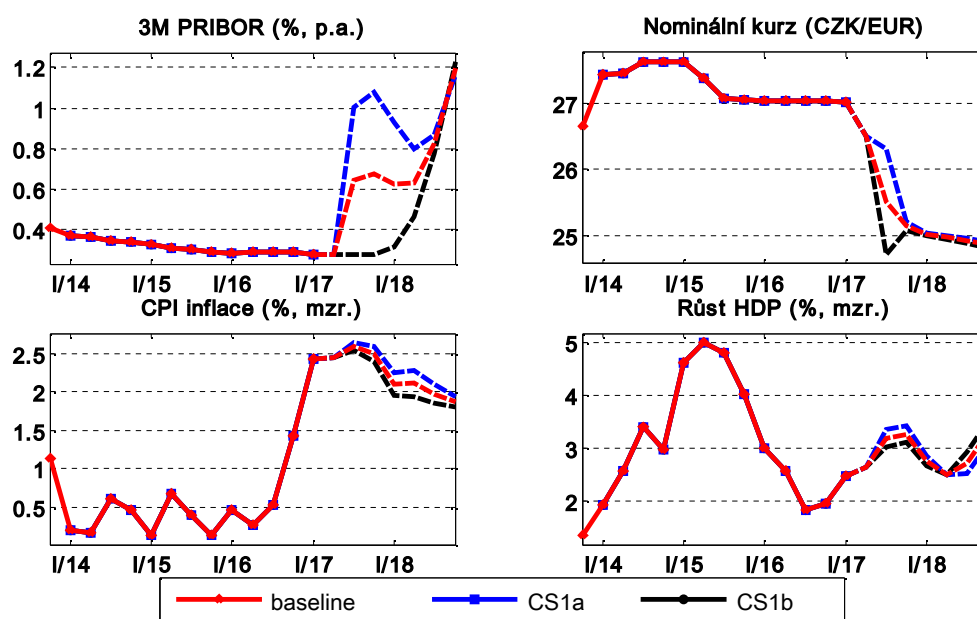 3M PRIBOR (%, p.a.)
1.2
1
0.8
0.6
0.4
I/14 I/15 I/16 I/17 I/18
Nominální kurz (CZK/EUR)
27
26
25
I/14 I/15 I/16 I/17 I/18
CPI inflace (%, mzr.)
2.5
2
1.5
1
0.5
I/14 I/15 I/16 I/17 I/18
Růst HDP (%, mzr.)
5
4
3
2
I/14 I/15 I/16 I/17 I/18
baseline CS1a CS1b